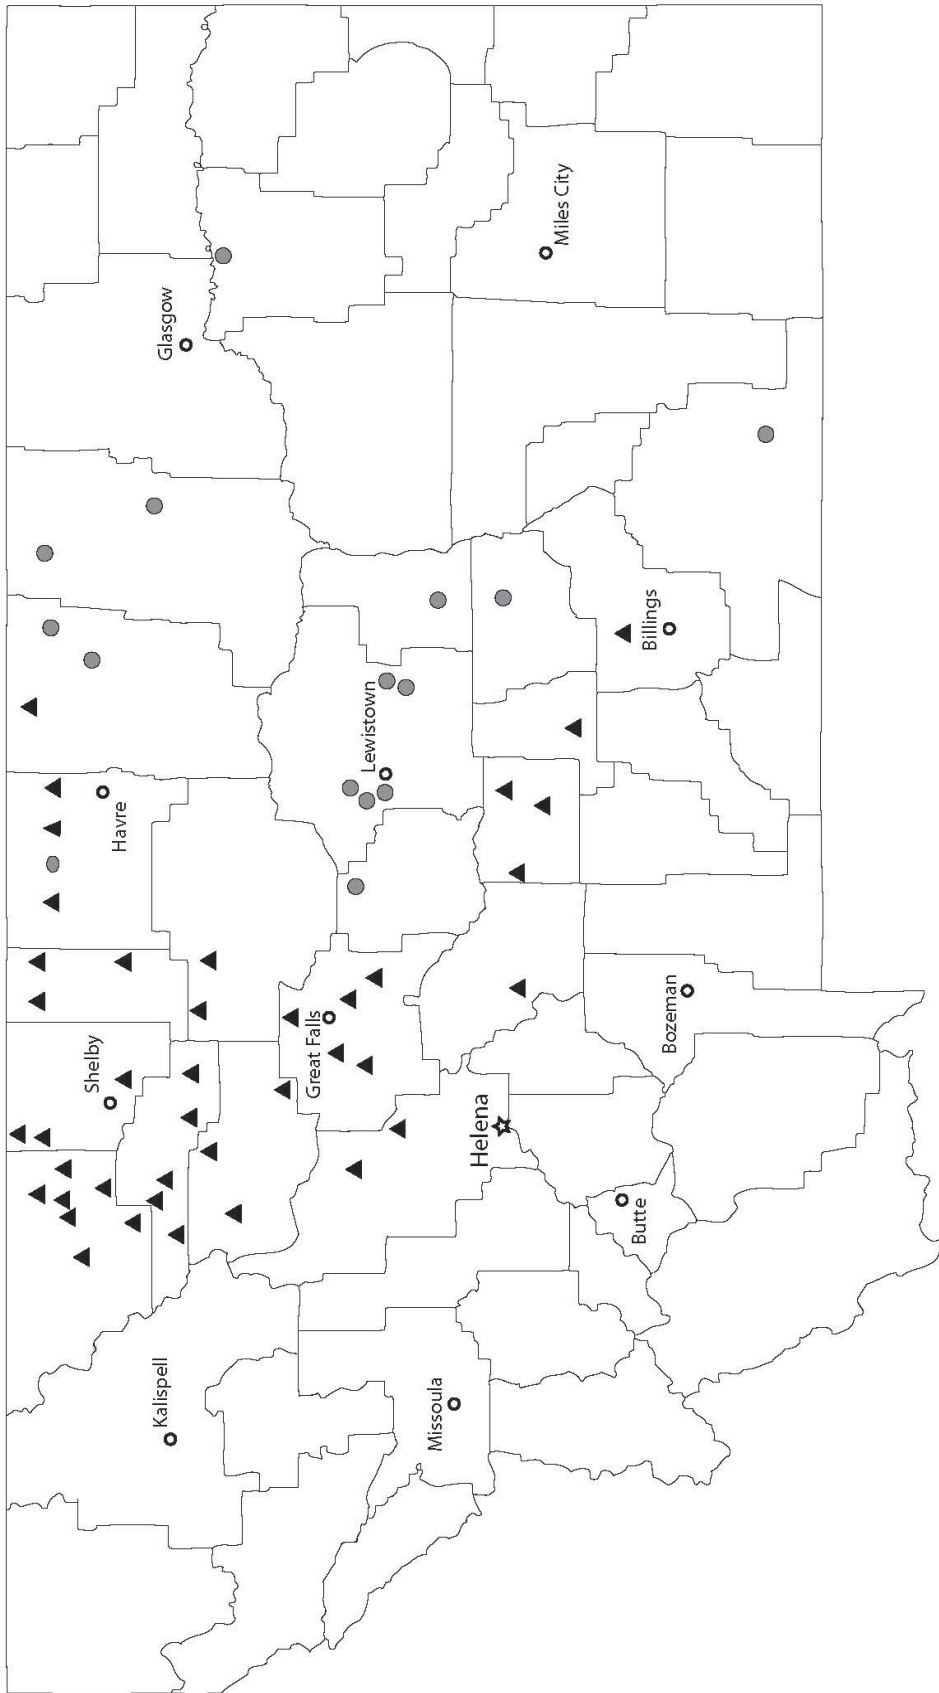 Kalispell
Shelby
Havre
Glasgow
Great Falls
Lewistown
Missoula
Helena
Miles City
Butte
Bozeman
Billings